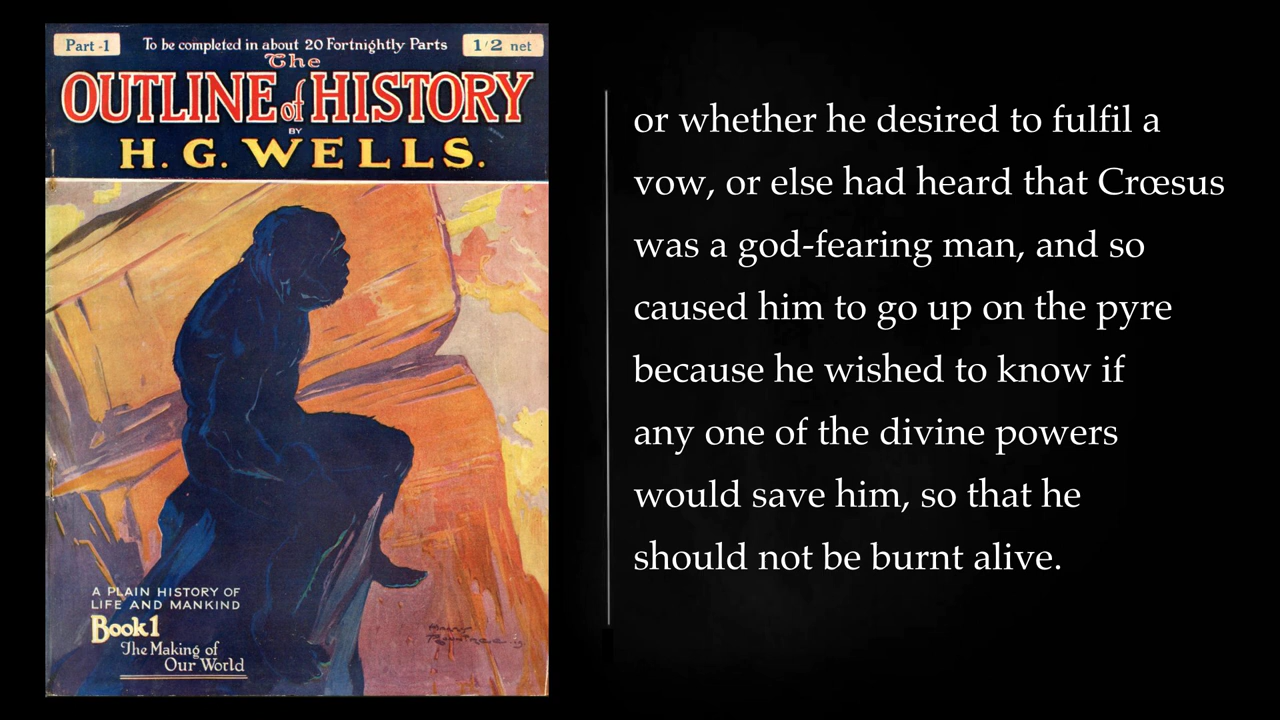 Part -1
To be completed in about 20 Fortnightly Parts
1/2 net
The
OUTLINE of HISTORY
BY
H. G. WELLS.
A PLAIN HISTORY OF
LIFE AND MANKIND
Book 1
The Making of
Our World
or whether he desired to fulfil a
vow, or else had heard that Crœsus
was a god-fearing man, and so
caused him to go up on the pyre
because he wished to know if
any one of the divine powers
would save him, so that he
should not be burnt alive.